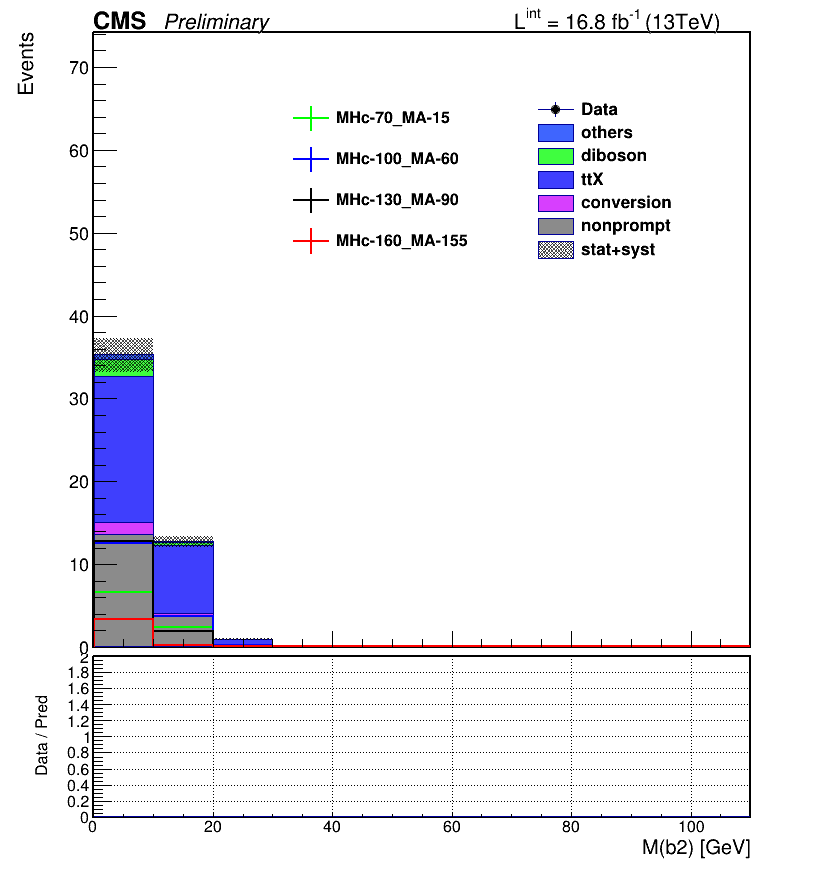 CMS Preliminary
L^int = 16.8 fb^-1 (13TeV)
Events
70
60
50
40
30
20
10
0
MHc-70_MA-15
MHc-100_MA-60
MHc-130_MA-90
MHc-160_MA-155
Data
others
diboson
ttX
conversion
nonprompt
stat+syst
Data / Pred
2
1.8
1.6
1.4
1.2
1
0.8
0.6
0.4
0.2
0
0 20 40 60 80 100
M(b2) [GeV]